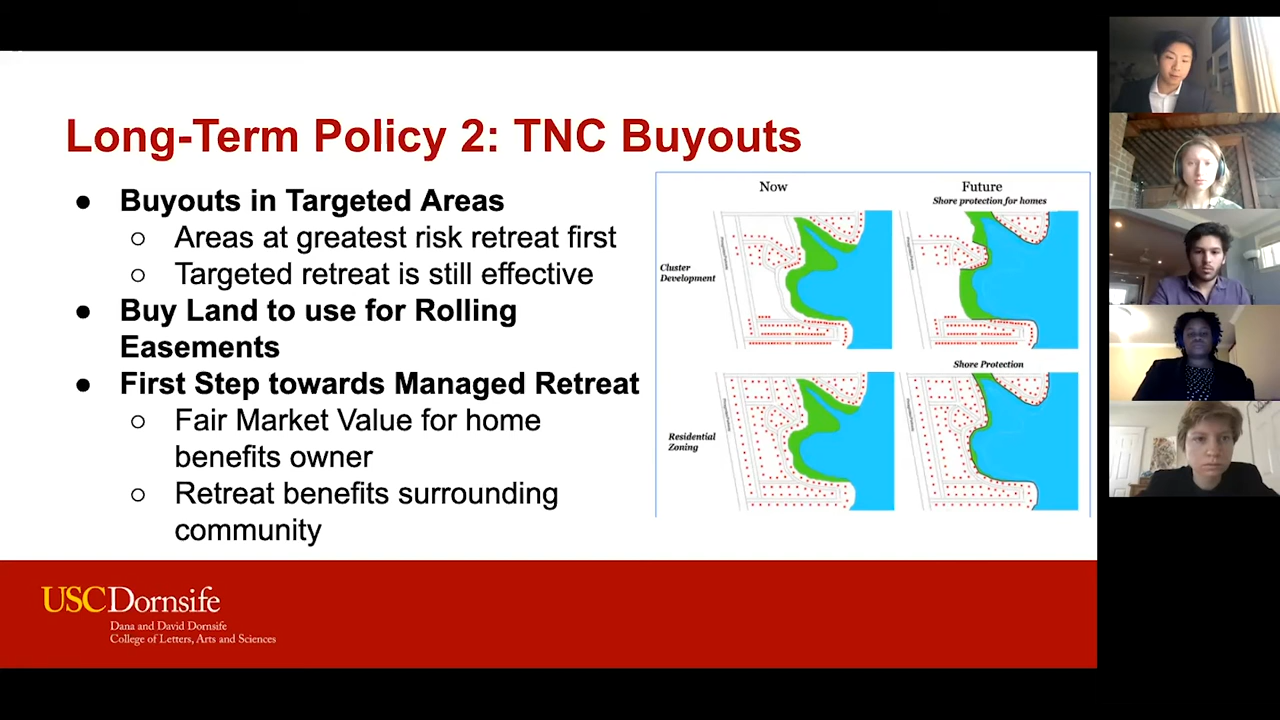 Long-Term Policy 2: TNC Buyouts
● Buyouts in Targeted Areas
○ Areas at greatest risk retreat first
○ Targeted retreat is still effective
● Buy Land to use for Rolling
Easements
● First Step towards Managed Retreat
○ Fair Market Value for home
benefits owner
○ Retreat benefits surrounding
community
Now
Future
Shore protection for homes
Cluster
Development
Shore Protection
Residential
Zoning
USCDornsife
Dana and David Dornsife
College of Letters, Arts and Sciences